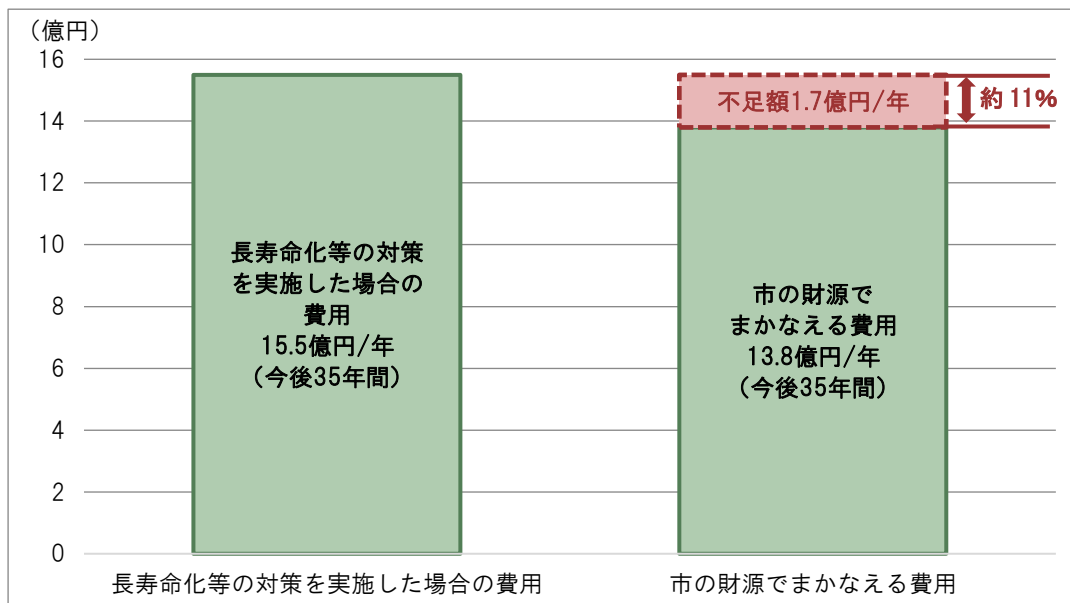 （億円）
16
14
12
10
8
6
4
2
0
長寿命化等の対策
を実施した場合の
費用
15.5億円/年
（今後35年間）
不足額1.7億円/年
約 11%
市の財源で
まかなえる費用
13.8億円/年
（今後35年間）
長寿命化等の対策を実施した場合の費用
市の財源でまかなえる費用